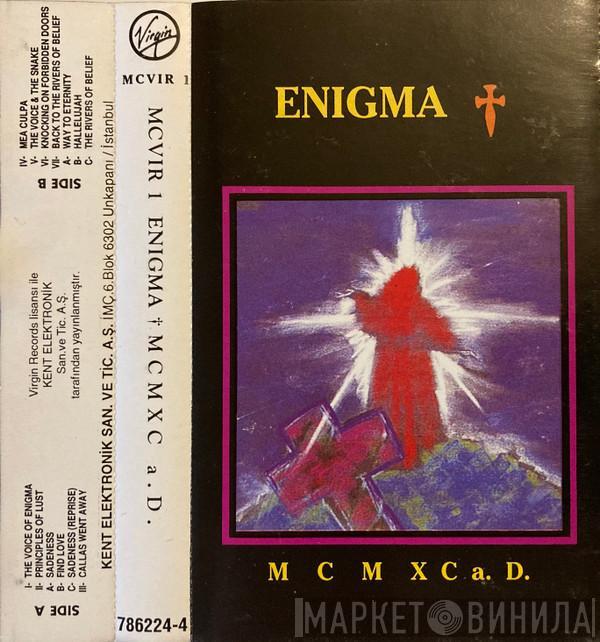 ENIGMA †
M C M X C a. D.
Virgin
MCVIR 1
MCVIR 1 ENIGMA † M C M X C a . D .
786224-4
SIDE A
I- THE VOICE OF ENIGMA
II- PRINCIPLES OF LUST
A- SADENESS
B- FIND LOVE
C- SADENESS (REPRISE)
III- CALLAS WENT AWAY
Virgin Records lisansı ile
KENT ELEKTRONİK
San.ve Tic. A.Ş.
tarafından yayınlanmıştır.
SIDE B
IV- MEA CULPA
V- THE VOICE & THE SNAKE
VI- KNOCKING ON FORBIDDEN DOORS
VII- BACK TO THE RIVERS OF BELIEF
A- WAY TO ETERNITY
B- HALLELUJAH
C- THE RIVERS OF BELIEF
KENT ELEKTRONİK SAN. VE TİC. A.Ş. İMÇ.6.Blok 6302 Unkapanı / İstanbul
МАРКЕТ ВИНИЛА